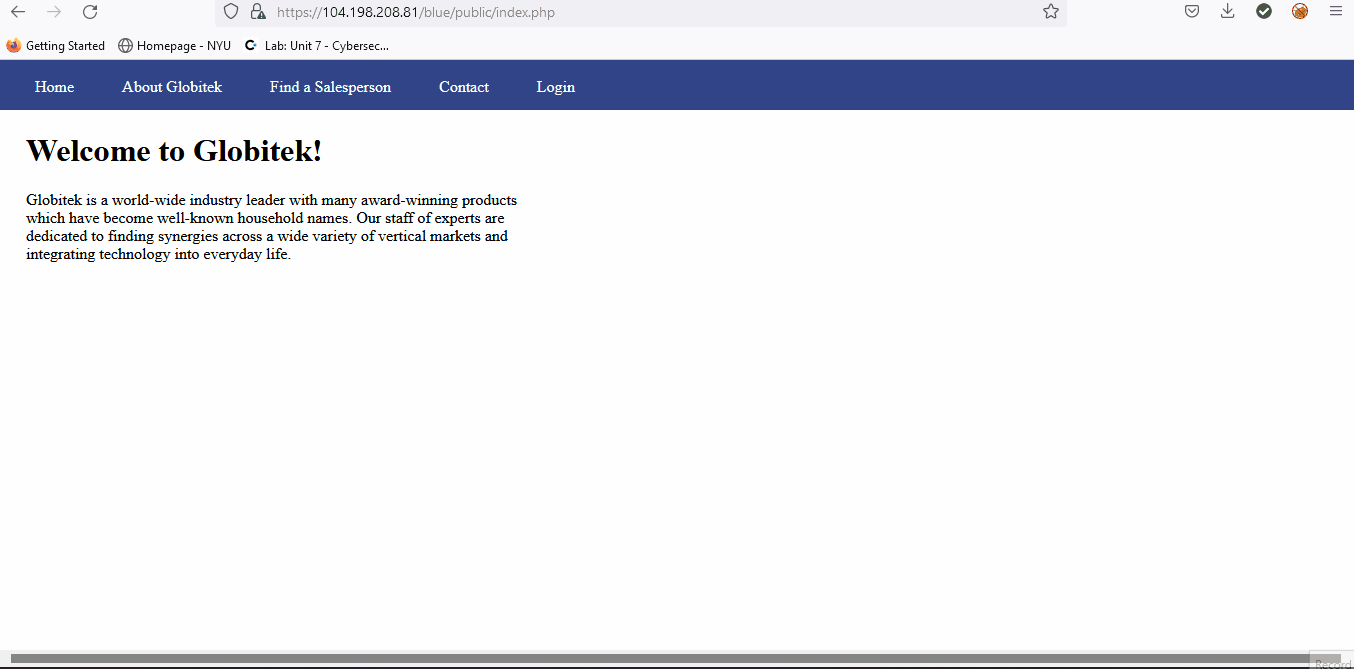 https://104.198.208.81/blue/public/index.php
Getting Started Homepage - NYU Lab: Unit 7 - Cybersec...
Home About Globitek Find a Salesperson Contact Login
Welcome to Globitek!
Globitek is a world-wide industry leader with many award-winning products
which have become well-known household names. Our staff of experts are
dedicated to finding synergies across a wide variety of vertical markets and
integrating technology into everyday life.
Record